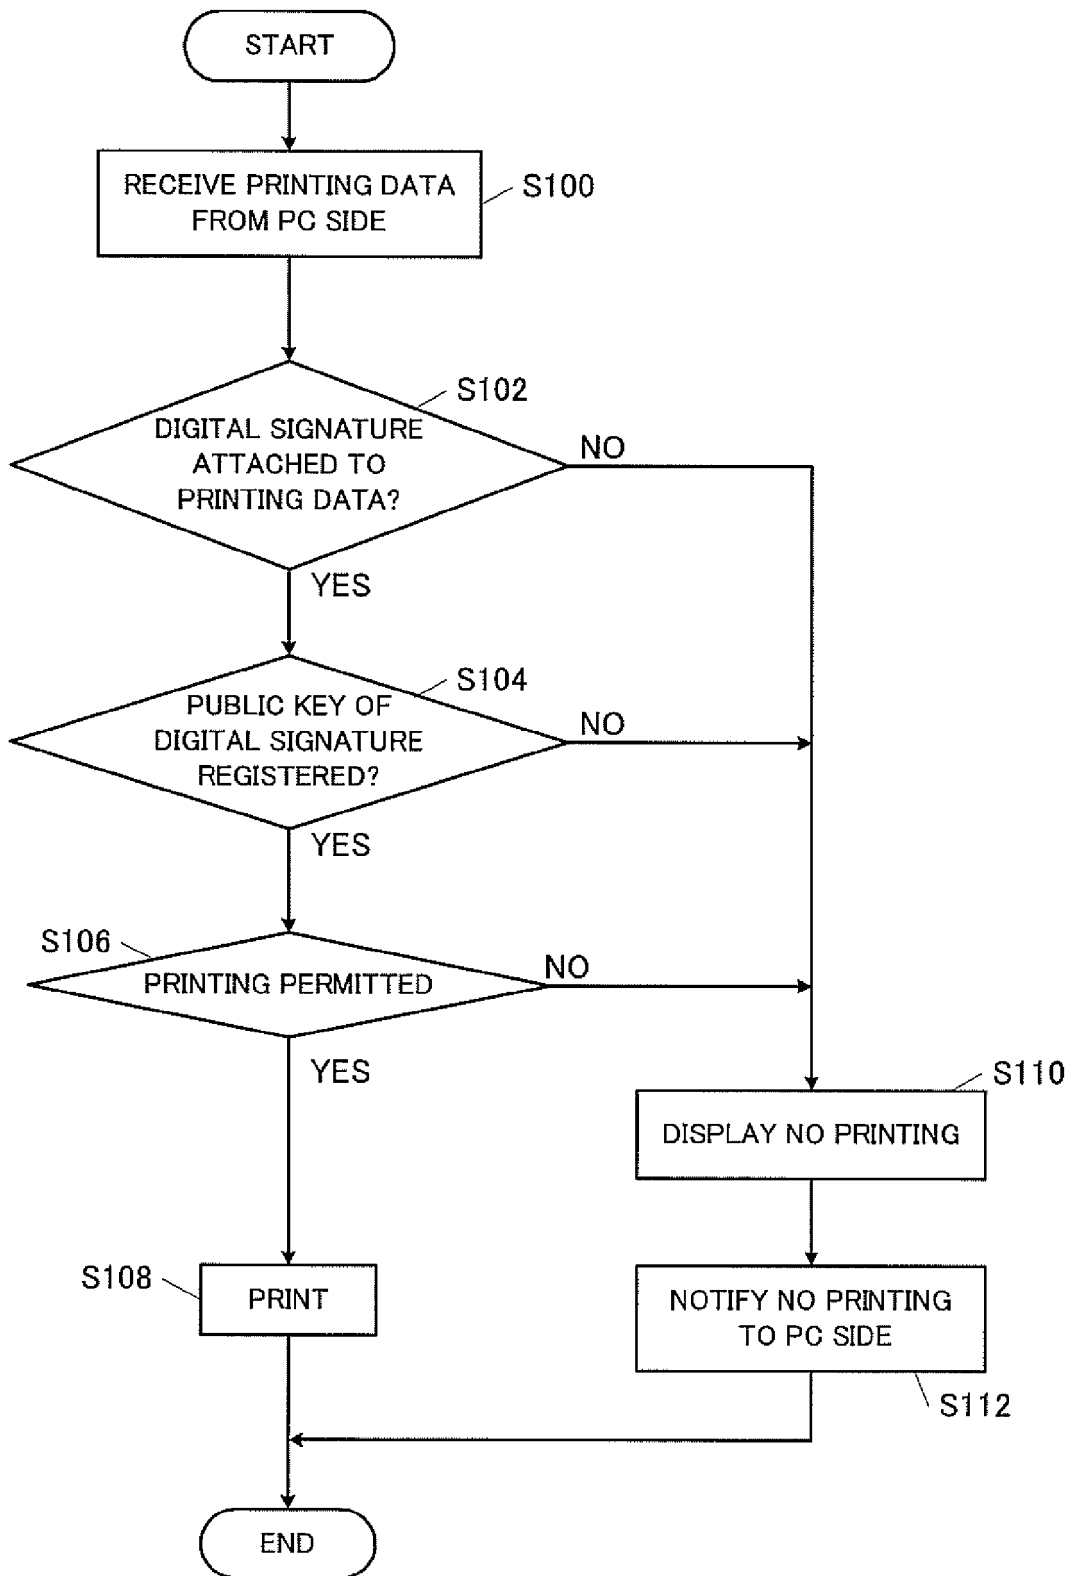 START
RECEIVE PRINTING DATA
FROM PC SIDE
S100
S102
DIGITAL SIGNATURE
ATTACHED TO
PRINTING DATA?
NO
YES
S104
PUBLIC KEY OF
DIGITAL SIGNATURE
REGISTERED?
NO
YES
S106
PRINTING PERMITTED
NO
YES
S110
DISPLAY NO PRINTING
S108
PRINT
NOTIFY NO PRINTING
TO PC SIDE
S112
END